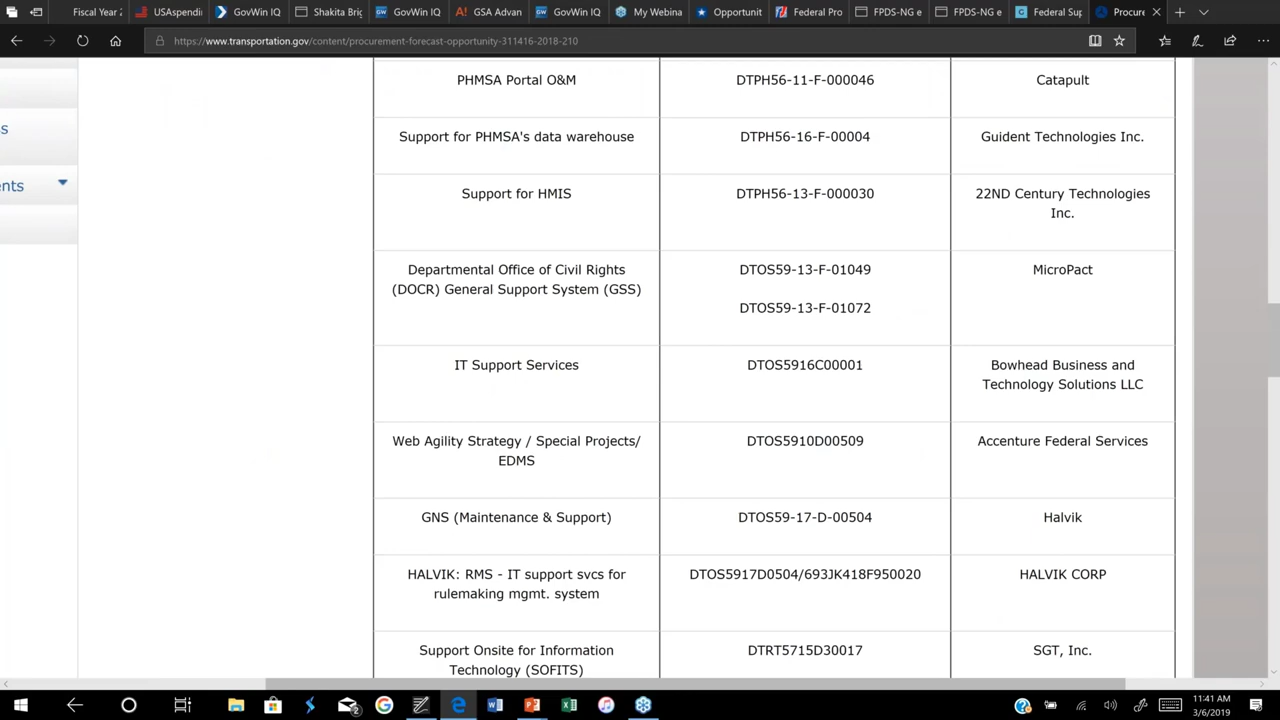 Fiscal Year 2
USAspendin
GovWin IQ
Shakita Brig
GovWin IQ
GSA Advan
GovWin IQ
My Webina
Opportunit
Federal Pro
FPDS-NG e
FPDS-NG e
Federal Sup
Procure
https://www.transportation.gov/content/procurement-forecast-opportunity-311416-2018-210
s
ents
PHMSA Portal O&M DTPH56-11-F-000046 Catapult
Support for PHMSA's data warehouse DTPH56-16-F-00004 Guident Technologies Inc.
Support for HMIS DTPH56-13-F-000030 22ND Century Technologies
Inc.
Departmental Office of Civil Rights DTOS59-13-F-01049 MicroPact
(DOCR) General Support System (GSS)
DTOS59-13-F-01072
IT Support Services DTOS5916C00001 Bowhead Business and
Technology Solutions LLC
Web Agility Strategy / Special Projects/ DTOS5910D00509 Accenture Federal Services
EDMS
GNS (Maintenance & Support) DTOS59-17-D-00504 Halvik
HALVIK: RMS - IT support svcs for DTOS5917D0504/693JK418F950020 HALVIK CORP
rulemaking mgmt. system
Support Onsite for Information DTRT5715D30017 SGT, Inc.
Technology (SOFITS)
11:41 AM
3/6/2019